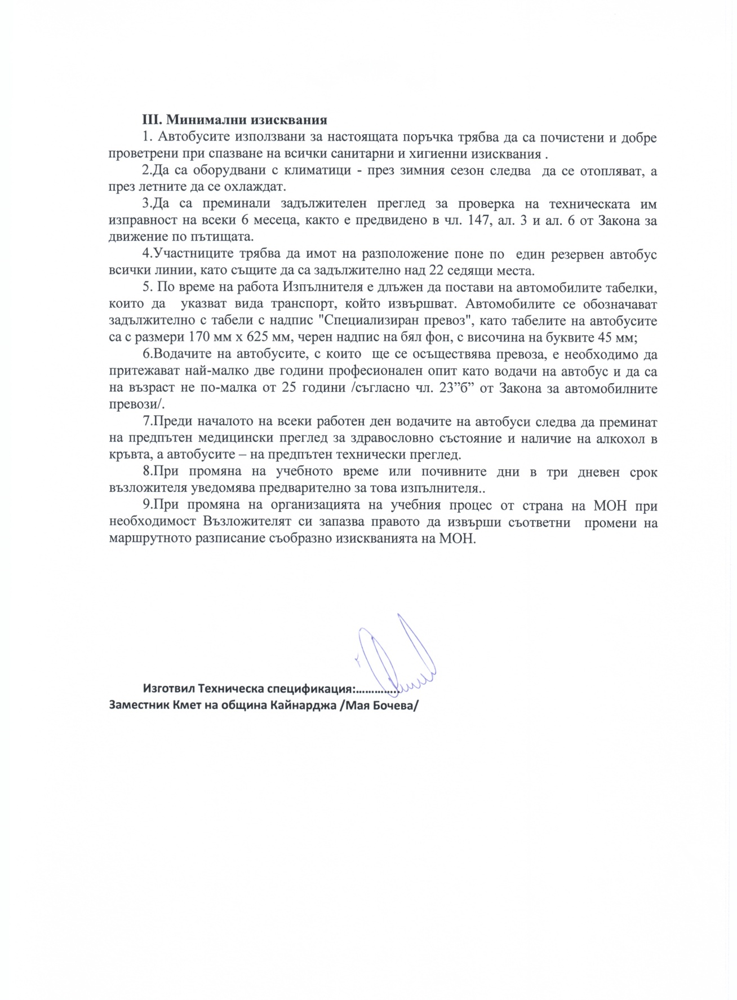 III. Минимални изисквания
1. Автобусите използвани за настоящата поръчка трябва да са почистени и добре
проветрени при спазване на всички санитарни и хигиенни изисквания .
2.Да са оборудвани с климатици - през зимния сезон следва да се отопляват, а
през летните да се охлаждат.
3.Да са преминали задължителен преглед за проверка на техническата им
изправност на всеки 6 месеца, както е предвидено в чл. 147, ал. 3 и ал. 6 от Закона за
движение по пътищата.
4.Участниците трябва да имот на разположение поне по един резервен автобус
всички линии, като същите да са задължително над 22 седящи места.
5. По време на работа Изпълнителя е длъжен да постави на автомобилите табелки,
които да указват вида транспорт, който извършват. Автомобилите се обозначават
задължително с табели с надпис "Специализиран превоз", като табелите на автобусите
са с размери 170 мм х 625 мм, черен надпис на бял фон, с височина на буквите 45 мм;
6.Водачите на автобусите, с които ще се осъществява превоза, е необходимо да
притежават най-малко две години професионален опит като водачи на автобус и да са
на възраст не по-малка от 25 години /съгласно чл. 23”б” от Закона за автомобилните
превози/.
7.Преди началото на всеки работен ден водачите на автобуси следва да преминат
на предпътен медицински преглед за здравословно състояние и наличие на алкохол в
кръвта, а автобусите – на предпътен технически преглед.
8.При промяна на учебното време или почивните дни в три дневен срок
възложителя уведомява предварително за това изпълнителя..
9.При промяна на организацията на учебния процес от страна на МОН при
необходимост Възложителят си запазва правото да извърши съответни промени на
маршрутното разписание съобразно изискванията на МОН.
Изготвил Техническа спецификация:…………..
Заместник Кмет на община Кайнарджа /Мая Бочева/